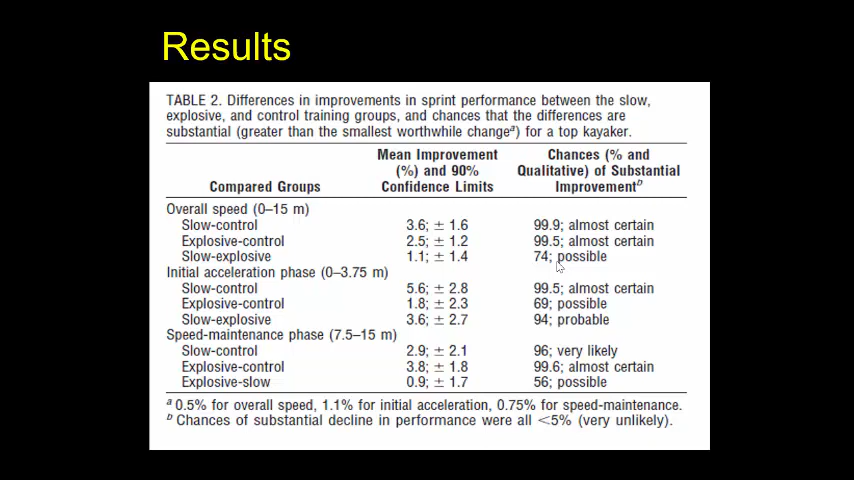 Results
TABLE 2. Differences in improvements in sprint performance between the slow,
explosive, and control training groups, and chances that the differences are
substantial (greater than the smallest worthwhile changeᵃ) for a top kayaker.
Compared Groups Mean Improvement (%) and 90% Confidence Limits Chances (% and Qualitative) of Substantial Improvementᵇ
Overall speed (0–15 m)
Slow-control 3.6; ± 1.6 99.9; almost certain
Explosive-control 2.5; ± 1.2 99.5; almost certain
Slow-explosive 1.1; ± 1.4 74; possible
Initial acceleration phase (0–3.75 m)
Slow-control 5.6; ± 2.8 99.5; almost certain
Explosive-control 1.8; ± 2.3 69; possible
Slow-explosive 3.6; ± 2.7 94; probable
Speed-maintenance phase (7.5–15 m)
Slow-control 2.9; ± 2.1 96; very likely
Explosive-control 3.8; ± 1.8 99.6; almost certain
Explosive-slow 0.9; ± 1.7 56; possible
ᵃ 0.5% for overall speed, 1.1% for initial acceleration, 0.75% for speed-maintenance.
ᵇ Chances of substantial decline in performance were all <5% (very unlikely).